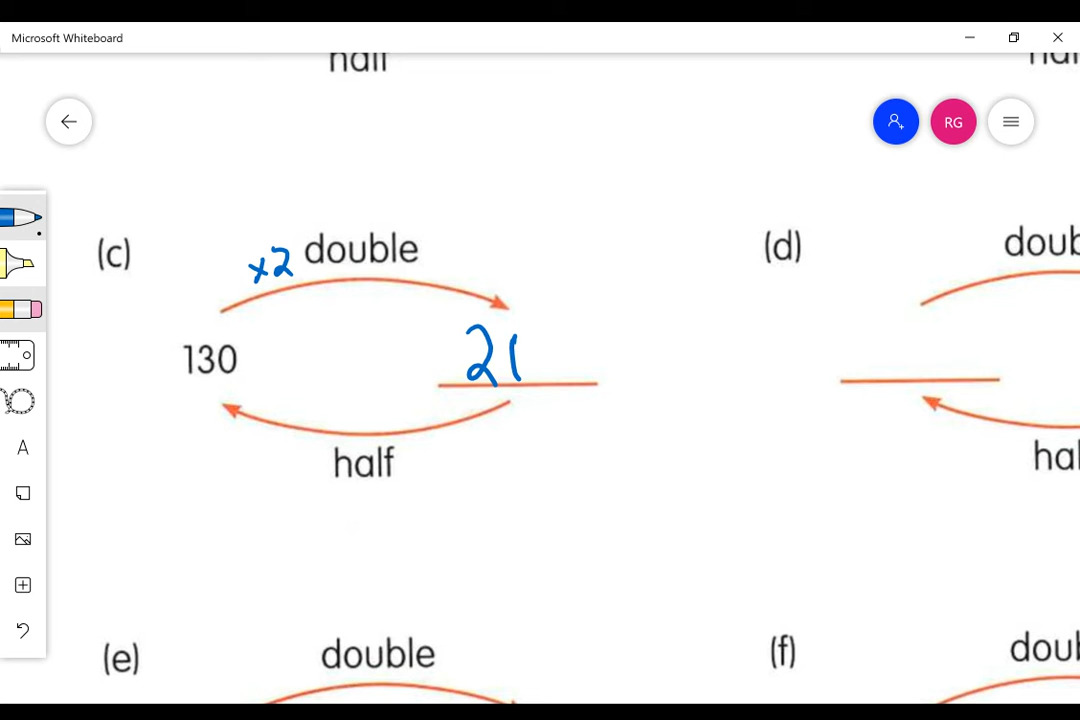 Microsoft Whiteboard
half
RG
(c)
x2 double
(d)
130
21
half
A
(e)
double
(f)